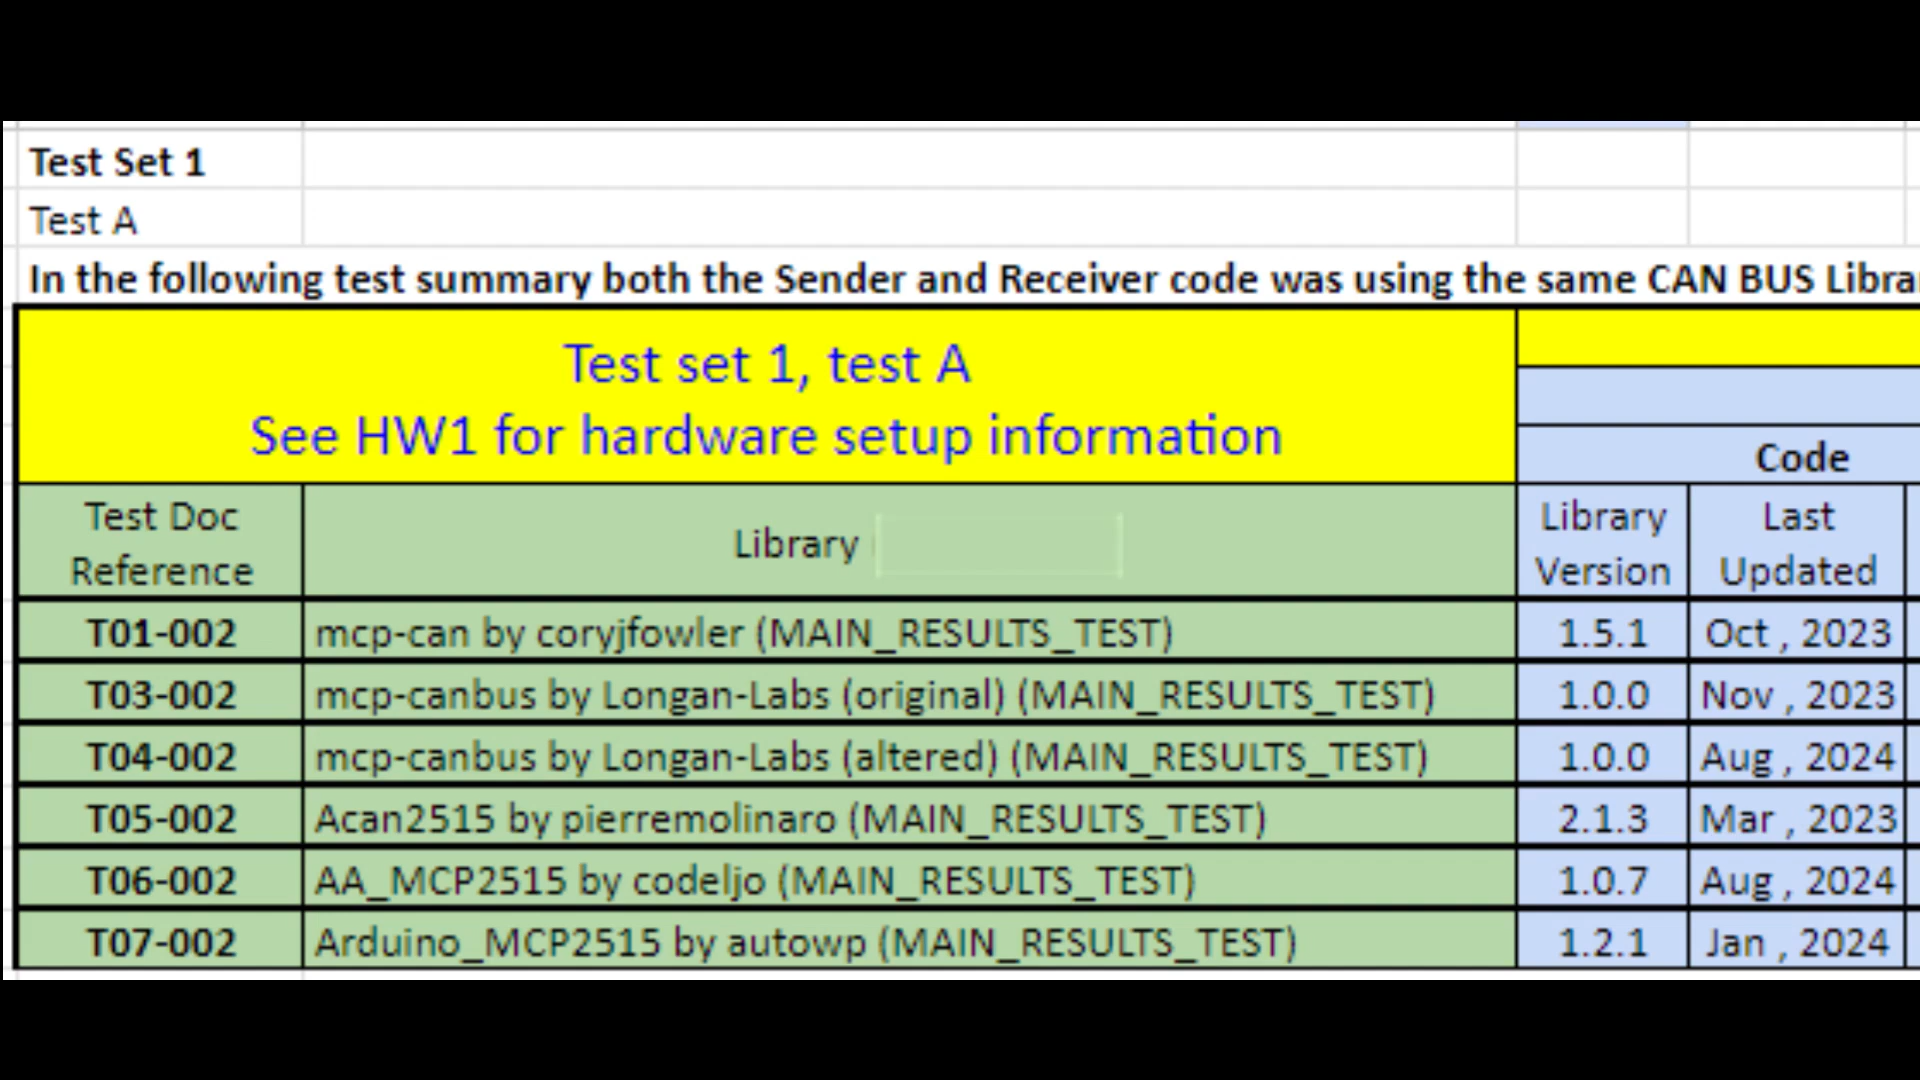 Test Set 1
Test A
In the following test summary both the Sender and Receiver code was using the same CAN BUS
Test set 1, test A
See HW1 for hardware setup information
Code
Test Doc Reference
Library
Library Version
Last Updated
T01-002 mcp-can by coryjfowler (MAIN_RESULTS_TEST) 1.5.1 Oct , 2023
T03-002 mcp-canbus by Longan-Labs (original) (MAIN_RESULTS_TEST) 1.0.0 Nov , 2023
T04-002 mcp-canbus by Longan-Labs (altered) (MAIN_RESULTS_TEST) 1.0.0 Aug , 2024
T05-002 Acan2515 by pierremolinaro (MAIN_RESULTS_TEST) 2.1.3 Mar , 2023
T06-002 AA_MCP2515 by codeljo (MAIN_RESULTS_TEST) 1.0.7 Aug , 2024
T07-002 Arduino_MCP2515 by autowp (MAIN_RESULTS_TEST) 1.2.1 Jan , 2024